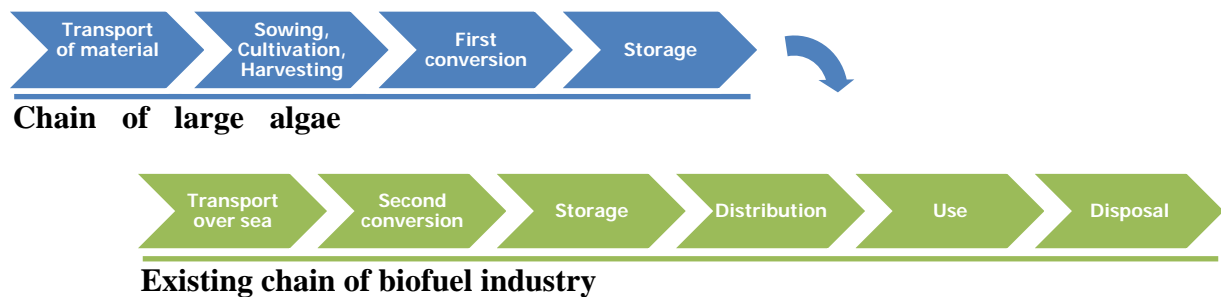 Transport
of material
Sowing,
Cultivation,
Harvesting
First
conversion
Storage
Chain of large algae
Transport
over sea
Second
conversion
Storage
Distribution
Use
Disposal
Existing chain of biofuel industry